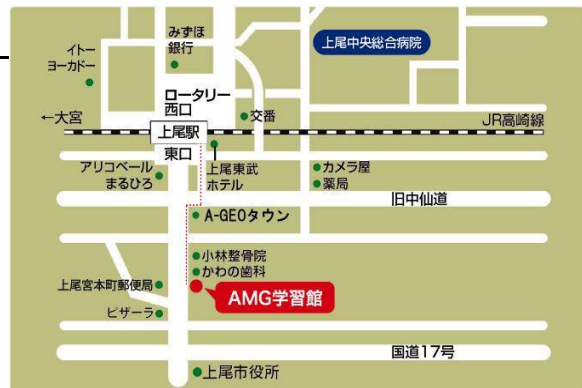 みずほ
銀行
上尾中央総合病院
イトー
ヨーカドー
ロータリー
西口
交番
←大宮
JR高崎線
上尾駅
東口
アリコベール
まるひろ
上尾東武
ホテル
カメラ屋
薬局
旧中仙道
A-GEOタウン
小林整骨院
かわの歯科
上尾宮本町郵便局
AMG学習館
ピザーラ
国道17号
上尾市役所